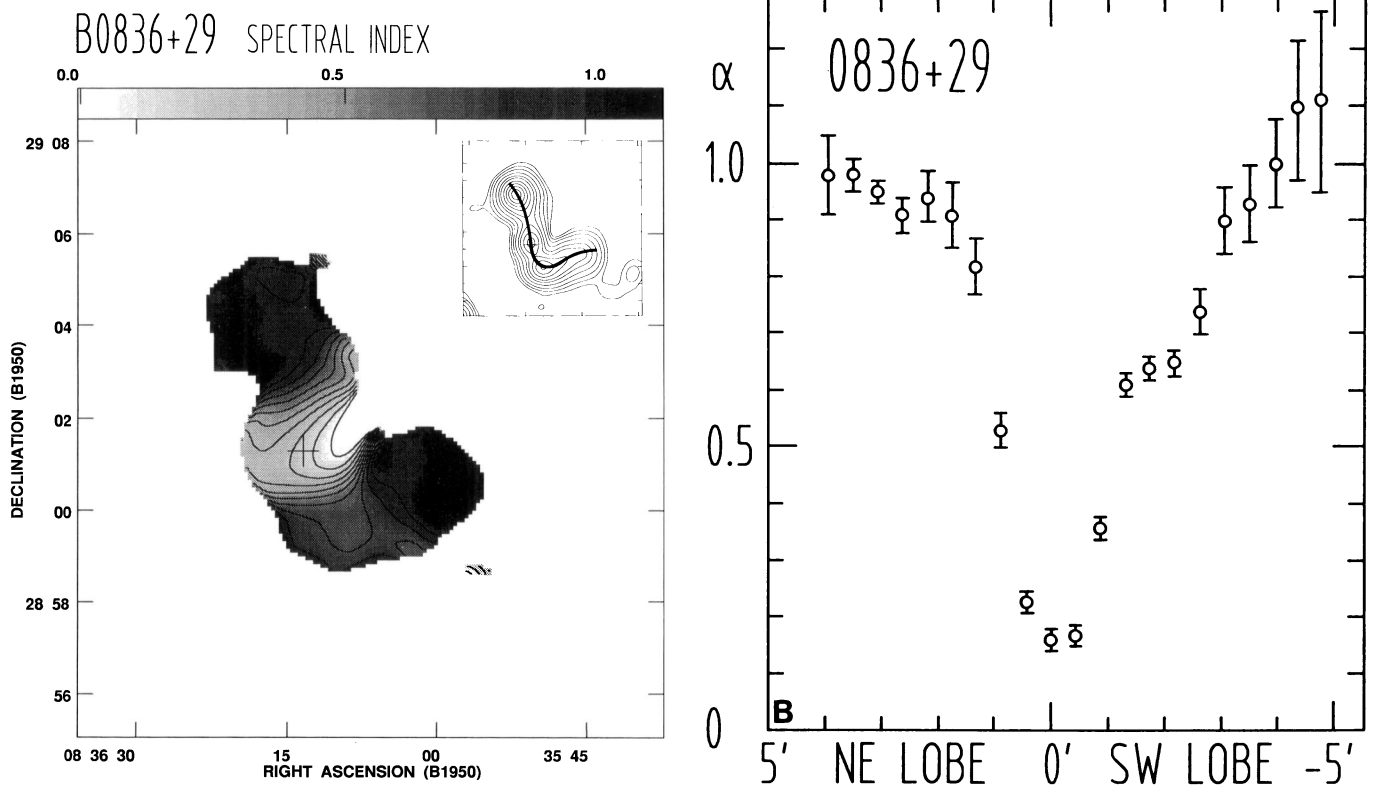 B0836+29 SPECTRAL INDEX
0.0 0.5 1.0
29 08
06
04
02
00
28 58
56
DECLINATION (B1950)
08 36 30 15 00 35 45
RIGHT ASCENSION (B1950)
α 0836+29
1.0
0.5
0
B
5' NE LOBE 0' SW LOBE -5'